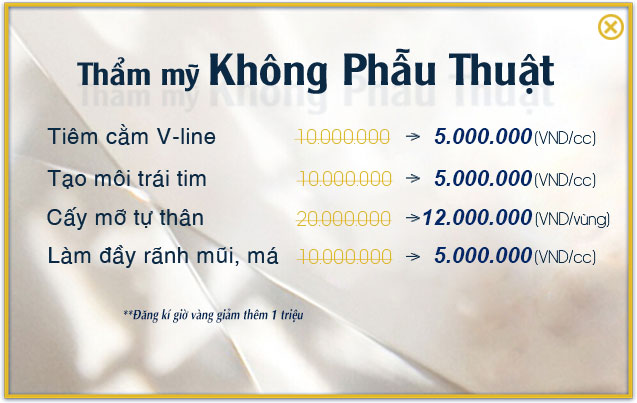 Thẩm mỹ Không Phẫu Thuật
Tiêm cằm V-line 10.000.000 → 5.000.000 (VND/cc)
Tạo môi trái tim 10.000.000 → 5.000.000 (VND/cc)
Cấy mỡ tự thân 20.000.000 → 12.000.000 (VND/vùng)
Làm đầy rãnh mũi, má 10.000.000 → 5.000.000 (VND/cc)
**Đăng kí giờ vàng giảm thêm 1 triệu